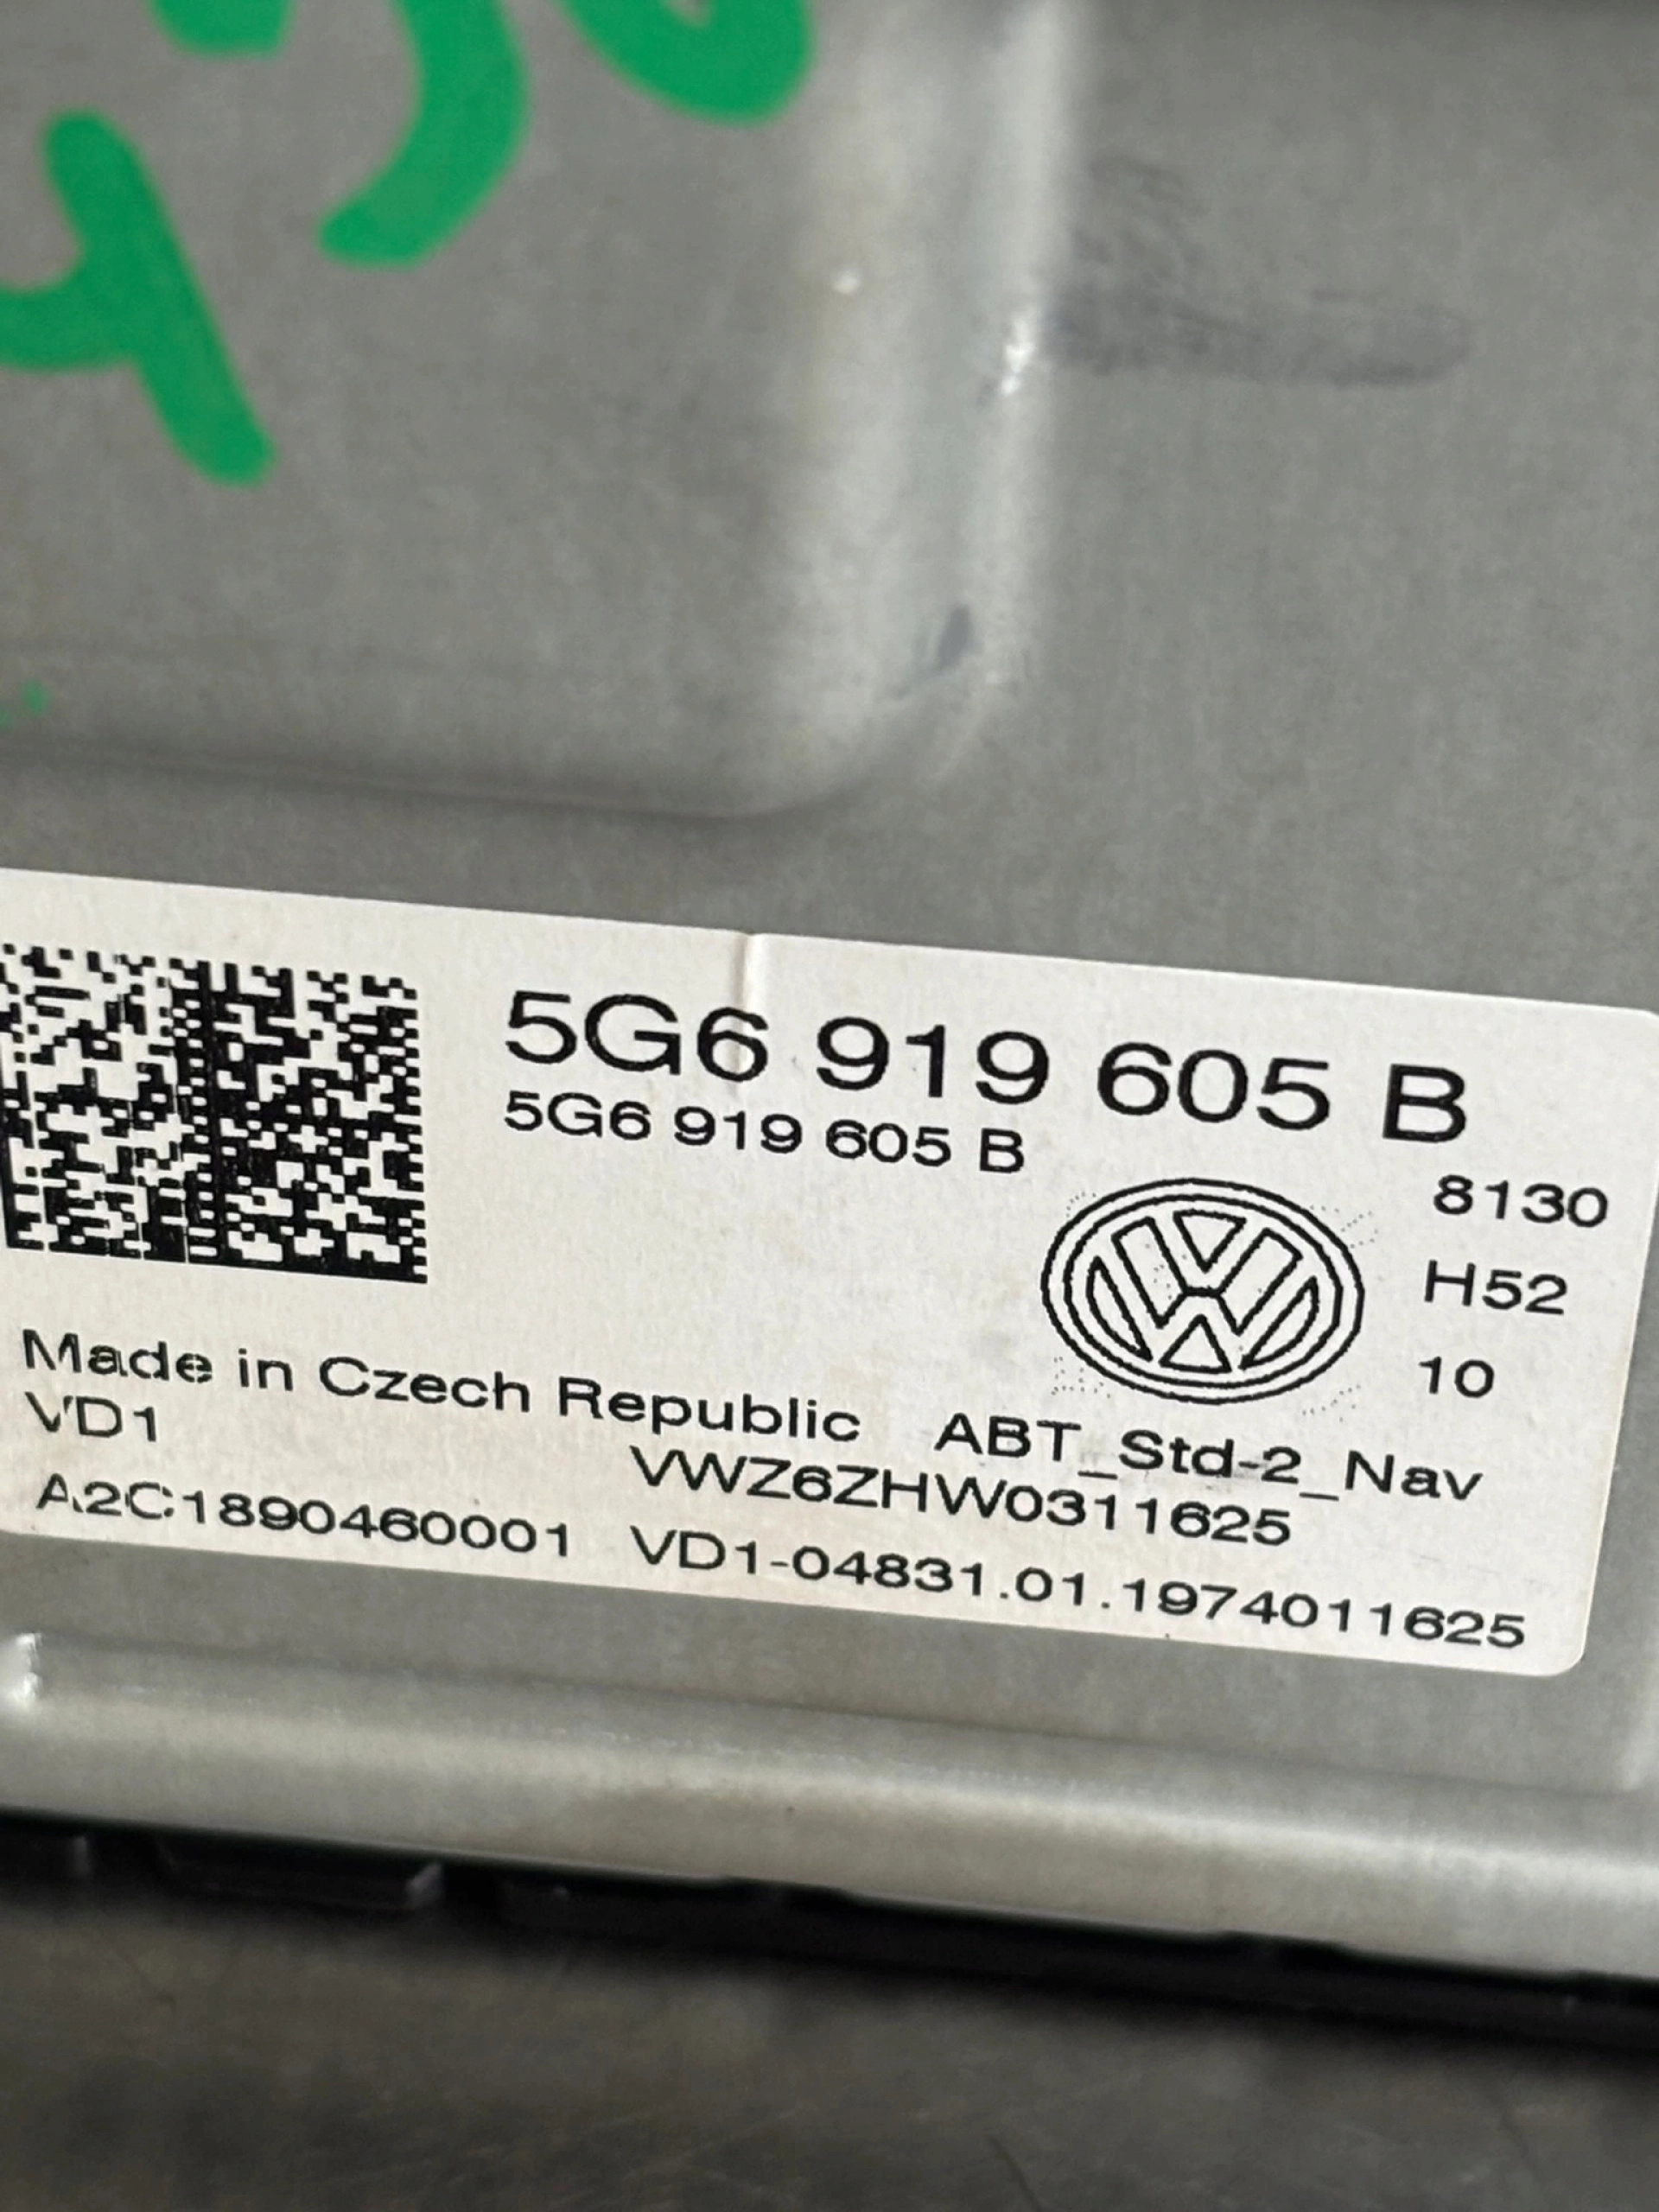 5G6 919 605 B
5G6 919 605 B
8130
H52
10
Made in Czech Republic ABT_Std-2_Nav
VD1 VWZ6ZHW0311625
A2C1890460001 VD1-04831.01.1974011625